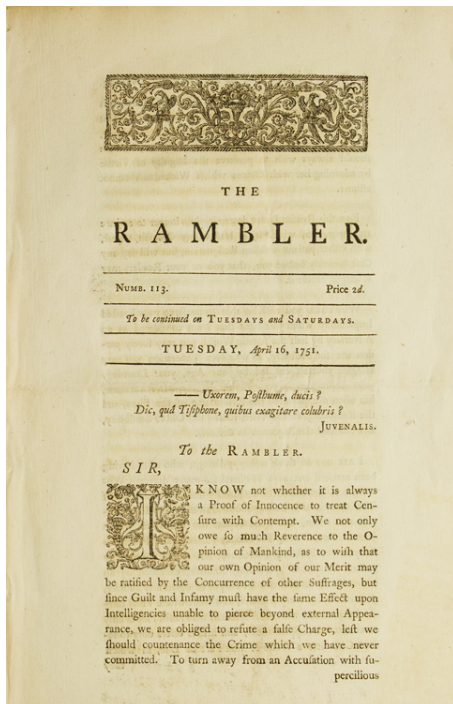 THE
RAMBLER.
NUMB. 113. Price 2d.
To be continued on TUESDAYS and SATURDAYS.
TUESDAY, April 16, 1751.
—— Uxorem, Poſthume, ducis ?
Dic, quâ Tiſiphone, quibus exagitare colubris ?
JUVENALIS.
To the RAMBLER.
SIR,
I KNOW not whether it is always
a Proof of Innocence to treat Cen-
ſure with Contempt. We not only
owe ſo much Reverence to the O-
pinion of Mankind, as to wiſh that
our own Opinion of our Merit may
be ratified by the Concurrence of other Suffrages, but
ſince Guilt and Infamy muſt have the ſame Effect upon
Intelligencies unable to pierce beyond external Appea-
rance, we are obliged to refute a falſe Charge, leſt we
ſhould countenance the Crime which we have never
committed. To turn away from an Accuſation with ſu-
percilious